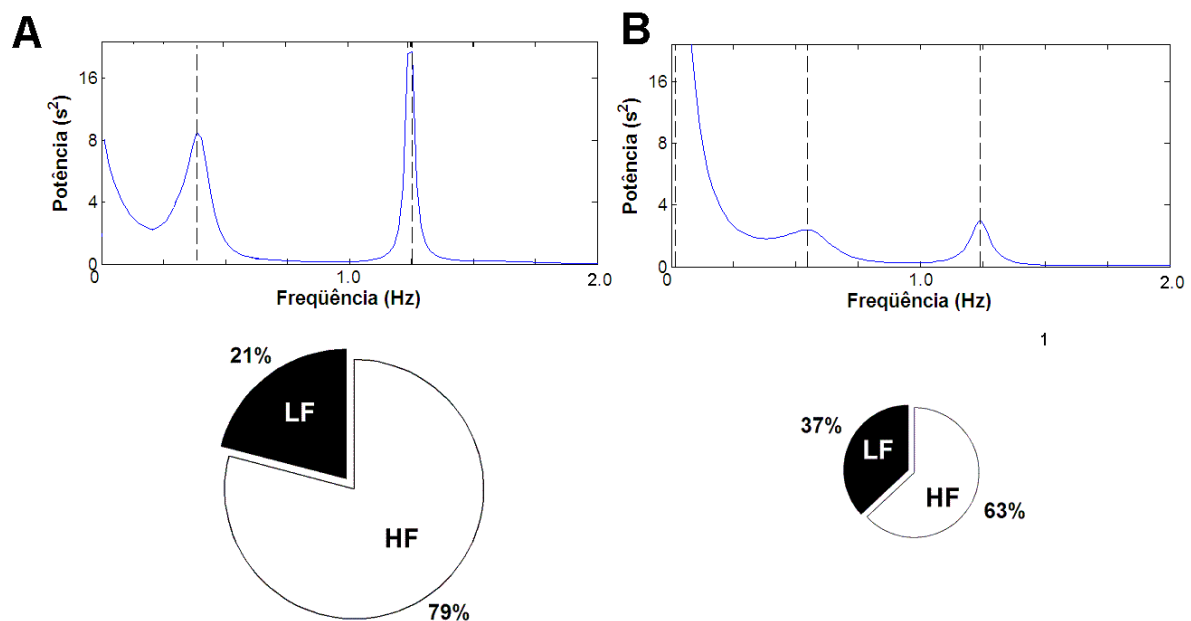 A
B
Potência (s²)
16
8
4
0
0
1.0
2.0
Freqüência (Hz)
Potência (s²)
16
8
4
0
0
1.0
2.0
Freqüência (Hz)
1
21%
LF
HF
79%
37%
LF
HF
63%